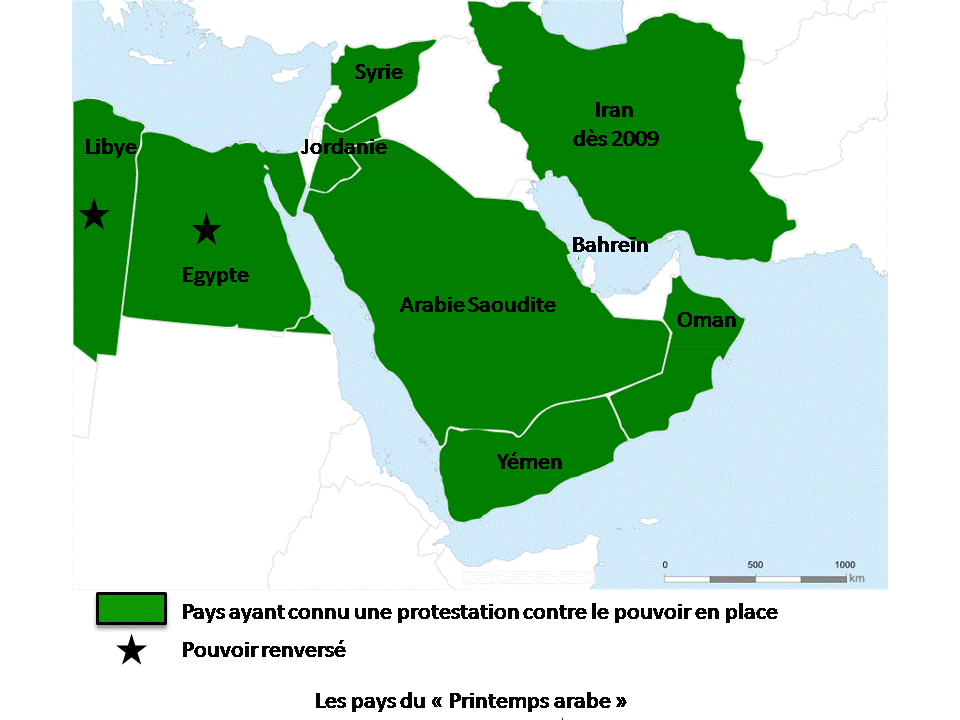 Syrie
Iran
dès 2009
Libye
Jordanie
Bahreïn
Egypte
Arabie Saoudite
Oman
Yémen
0 500 1000
km
Pays ayant connu une protestation contre le pouvoir en place
Pouvoir renversé
Les pays du « Printemps arabe »